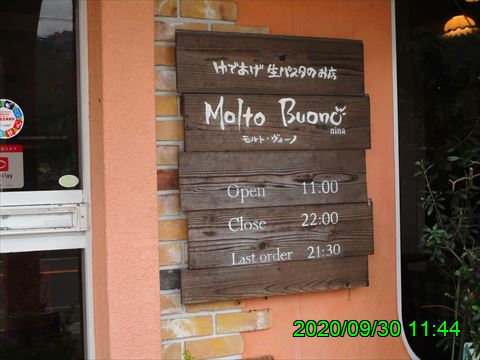 ゆであげ 生パスタのお店
Molto Buono
nina
モルト・ヴォーノ
Open 11.00
Close 22:00
Last order 21:30
Pay
2020/09/30 11:44